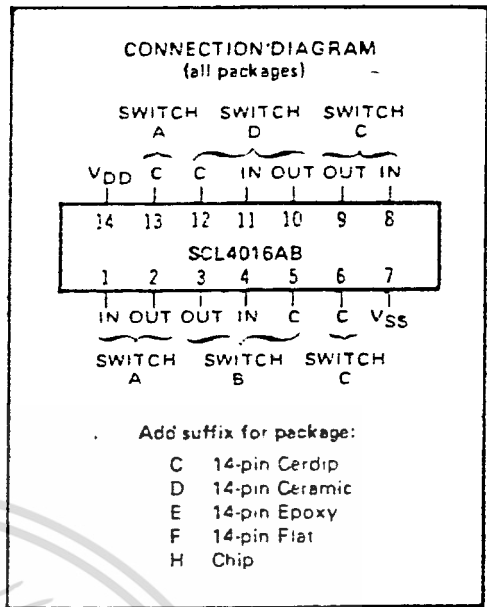 CONNECTION DIAGRAM
(all packages)
SWITCH SWITCH SWITCH
A D C
VDD C C IN OUT OUT IN
14 13 12 11 10 9 8
SCL4016AB
1 2 3 4 5 6 7
IN OUT OUT IN C C VSS
SWITCH SWITCH SWITCH
A B C
Add suffix for package:
C 14-pin Cerdip
D 14-pin Ceramic
E 14-pin Epoxy
F 14-pin Flat
H Chip